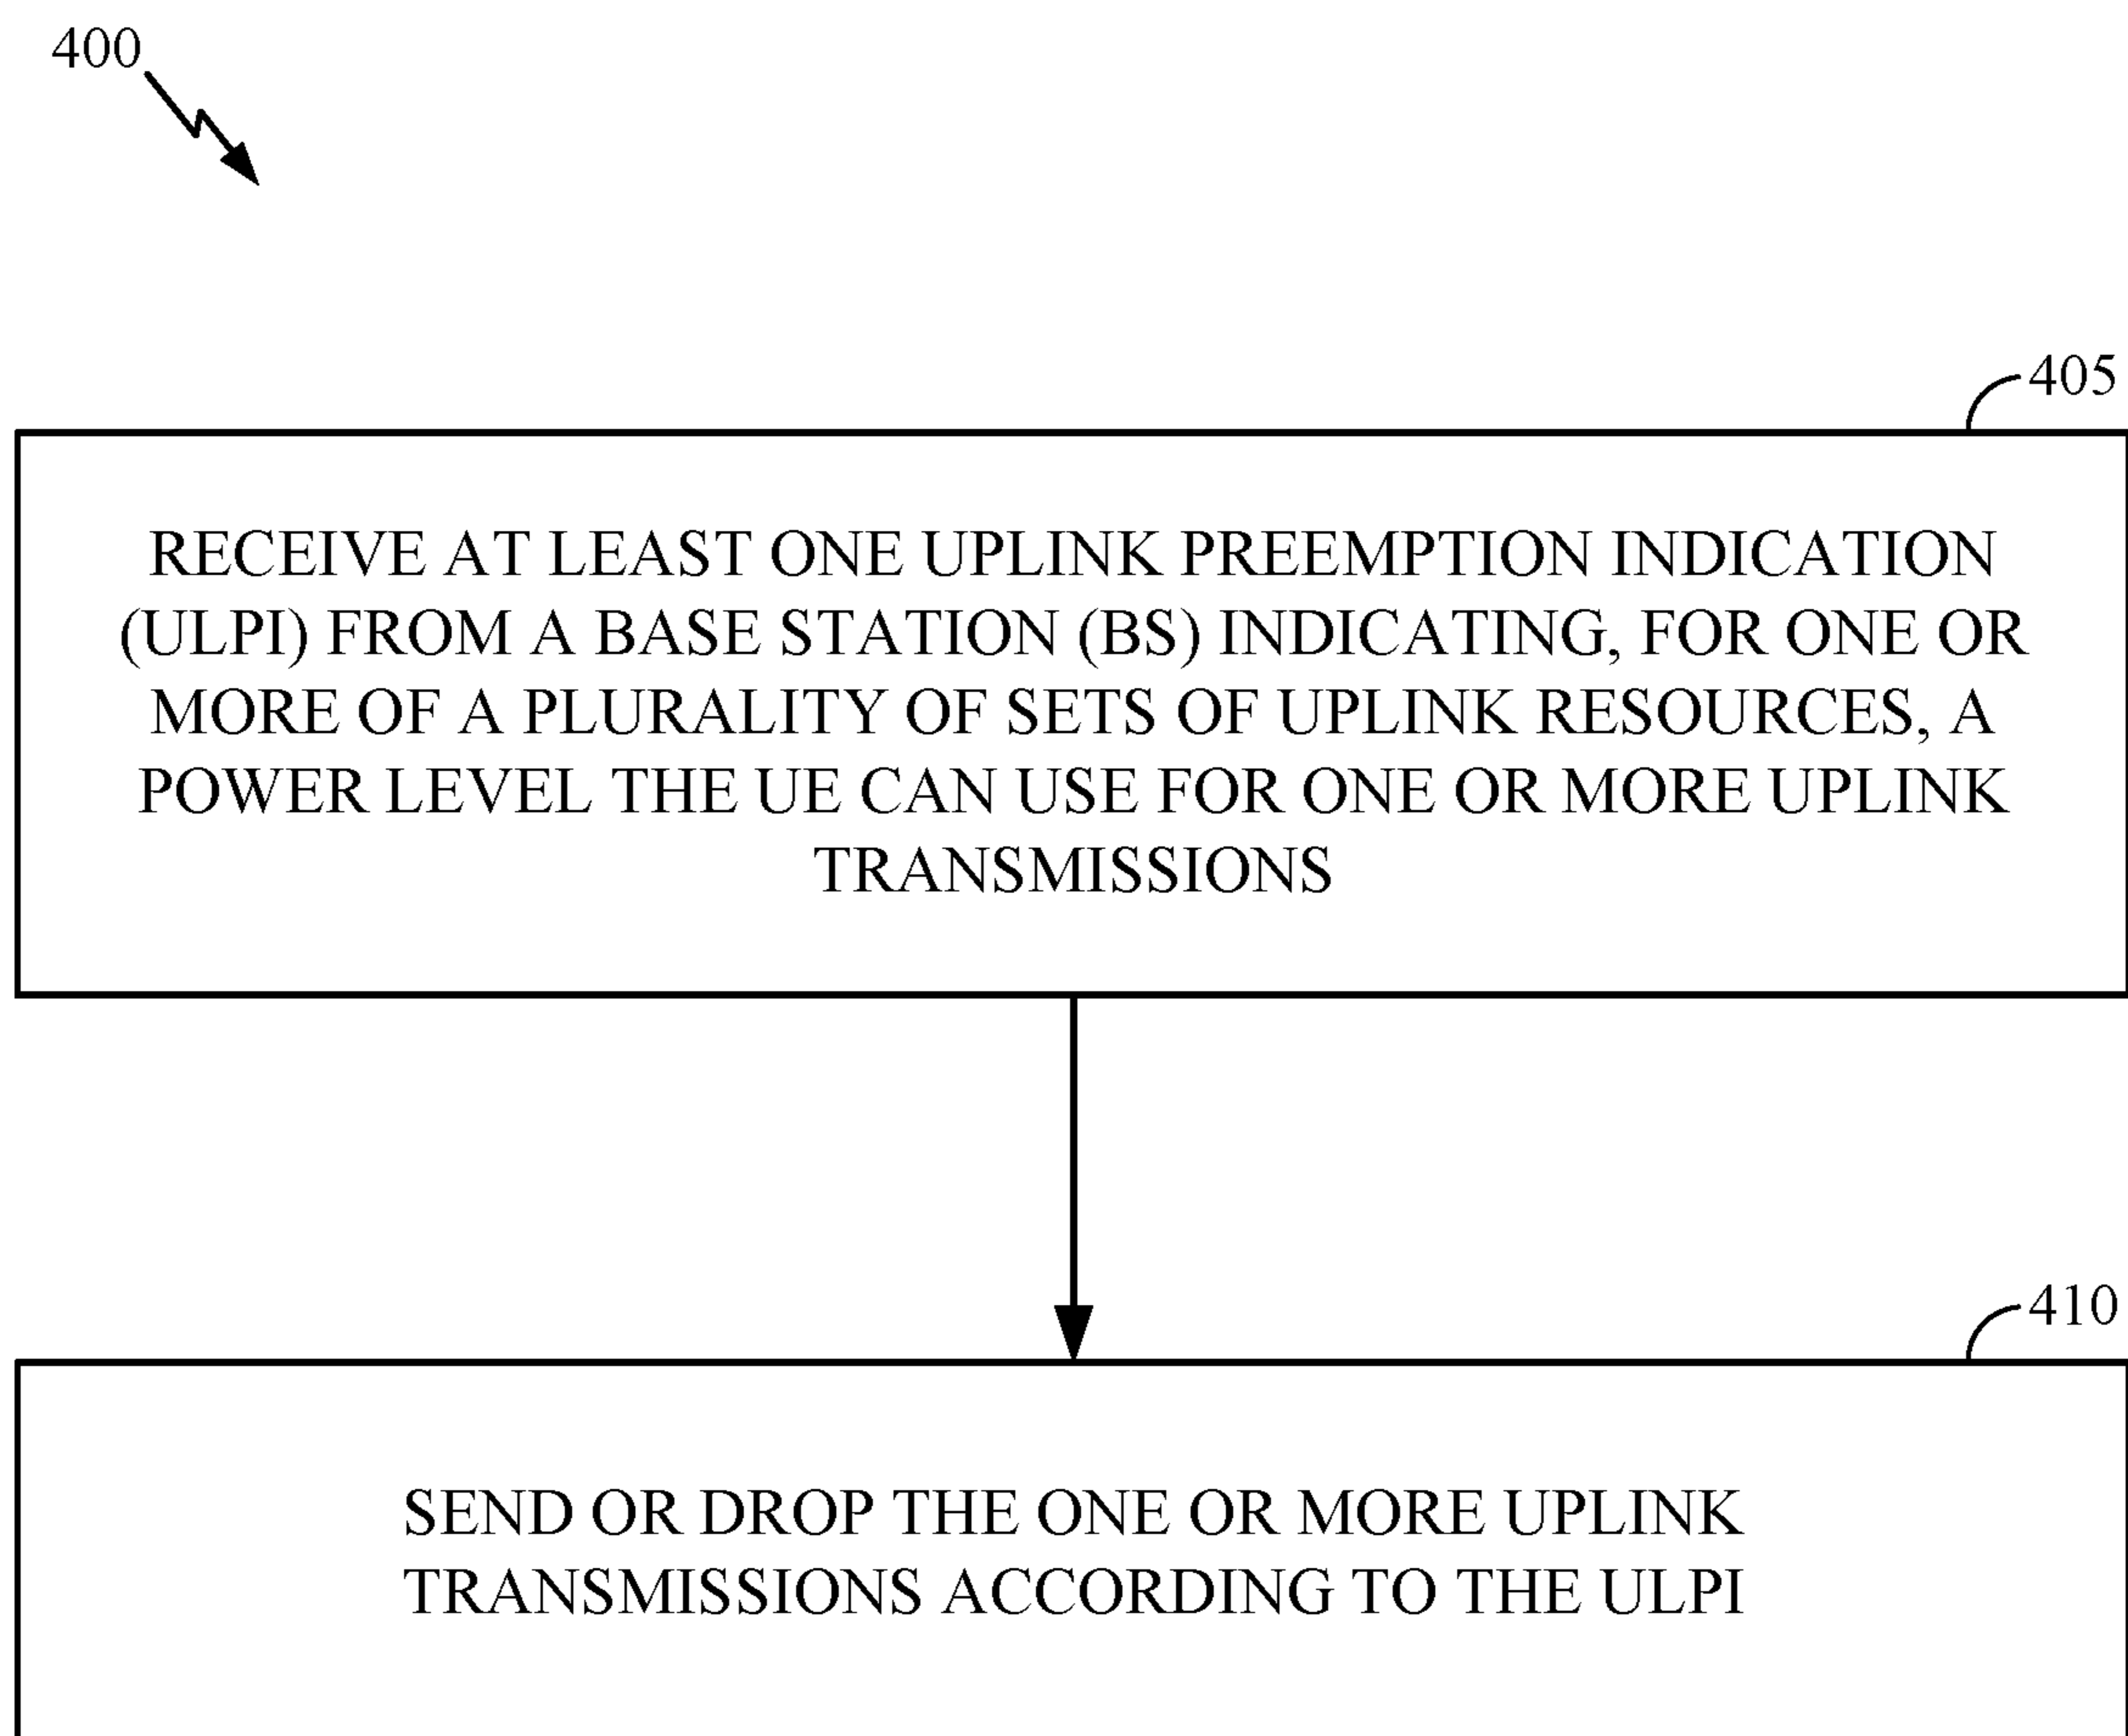 400
405
RECEIVE AT LEAST ONE UPLINK PREEMPTION INDICATION
(ULPI) FROM A BASE STATION (BS) INDICATING, FOR ONE OR
MORE OF A PLURALITY OF SETS OF UPLINK RESOURCES, A
POWER LEVEL THE UE CAN USE FOR ONE OR MORE UPLINK
TRANSMISSIONS
410
SEND OR DROP THE ONE OR MORE UPLINK
TRANSMISSIONS ACCORDING TO THE ULPI